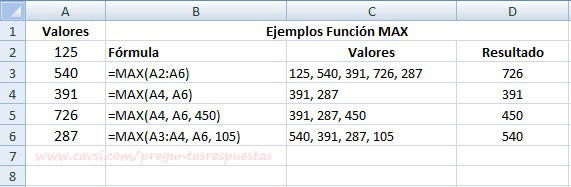 A B C D
1 Valores Ejemplos Función MAX
2 125 Fórmula Valores Resultado
3 540 =MAX(A2:A6) 125, 540, 391, 726, 287 726
4 391 =MAX(A4, A6) 391, 287 391
5 726 =MAX(A4, A6, 450) 391, 287, 450 450
6 287 =MAX(A3:A4, A6, 105) 540, 391, 287, 105 540
7 www.cavsi.com/preguntasrespuestas
8